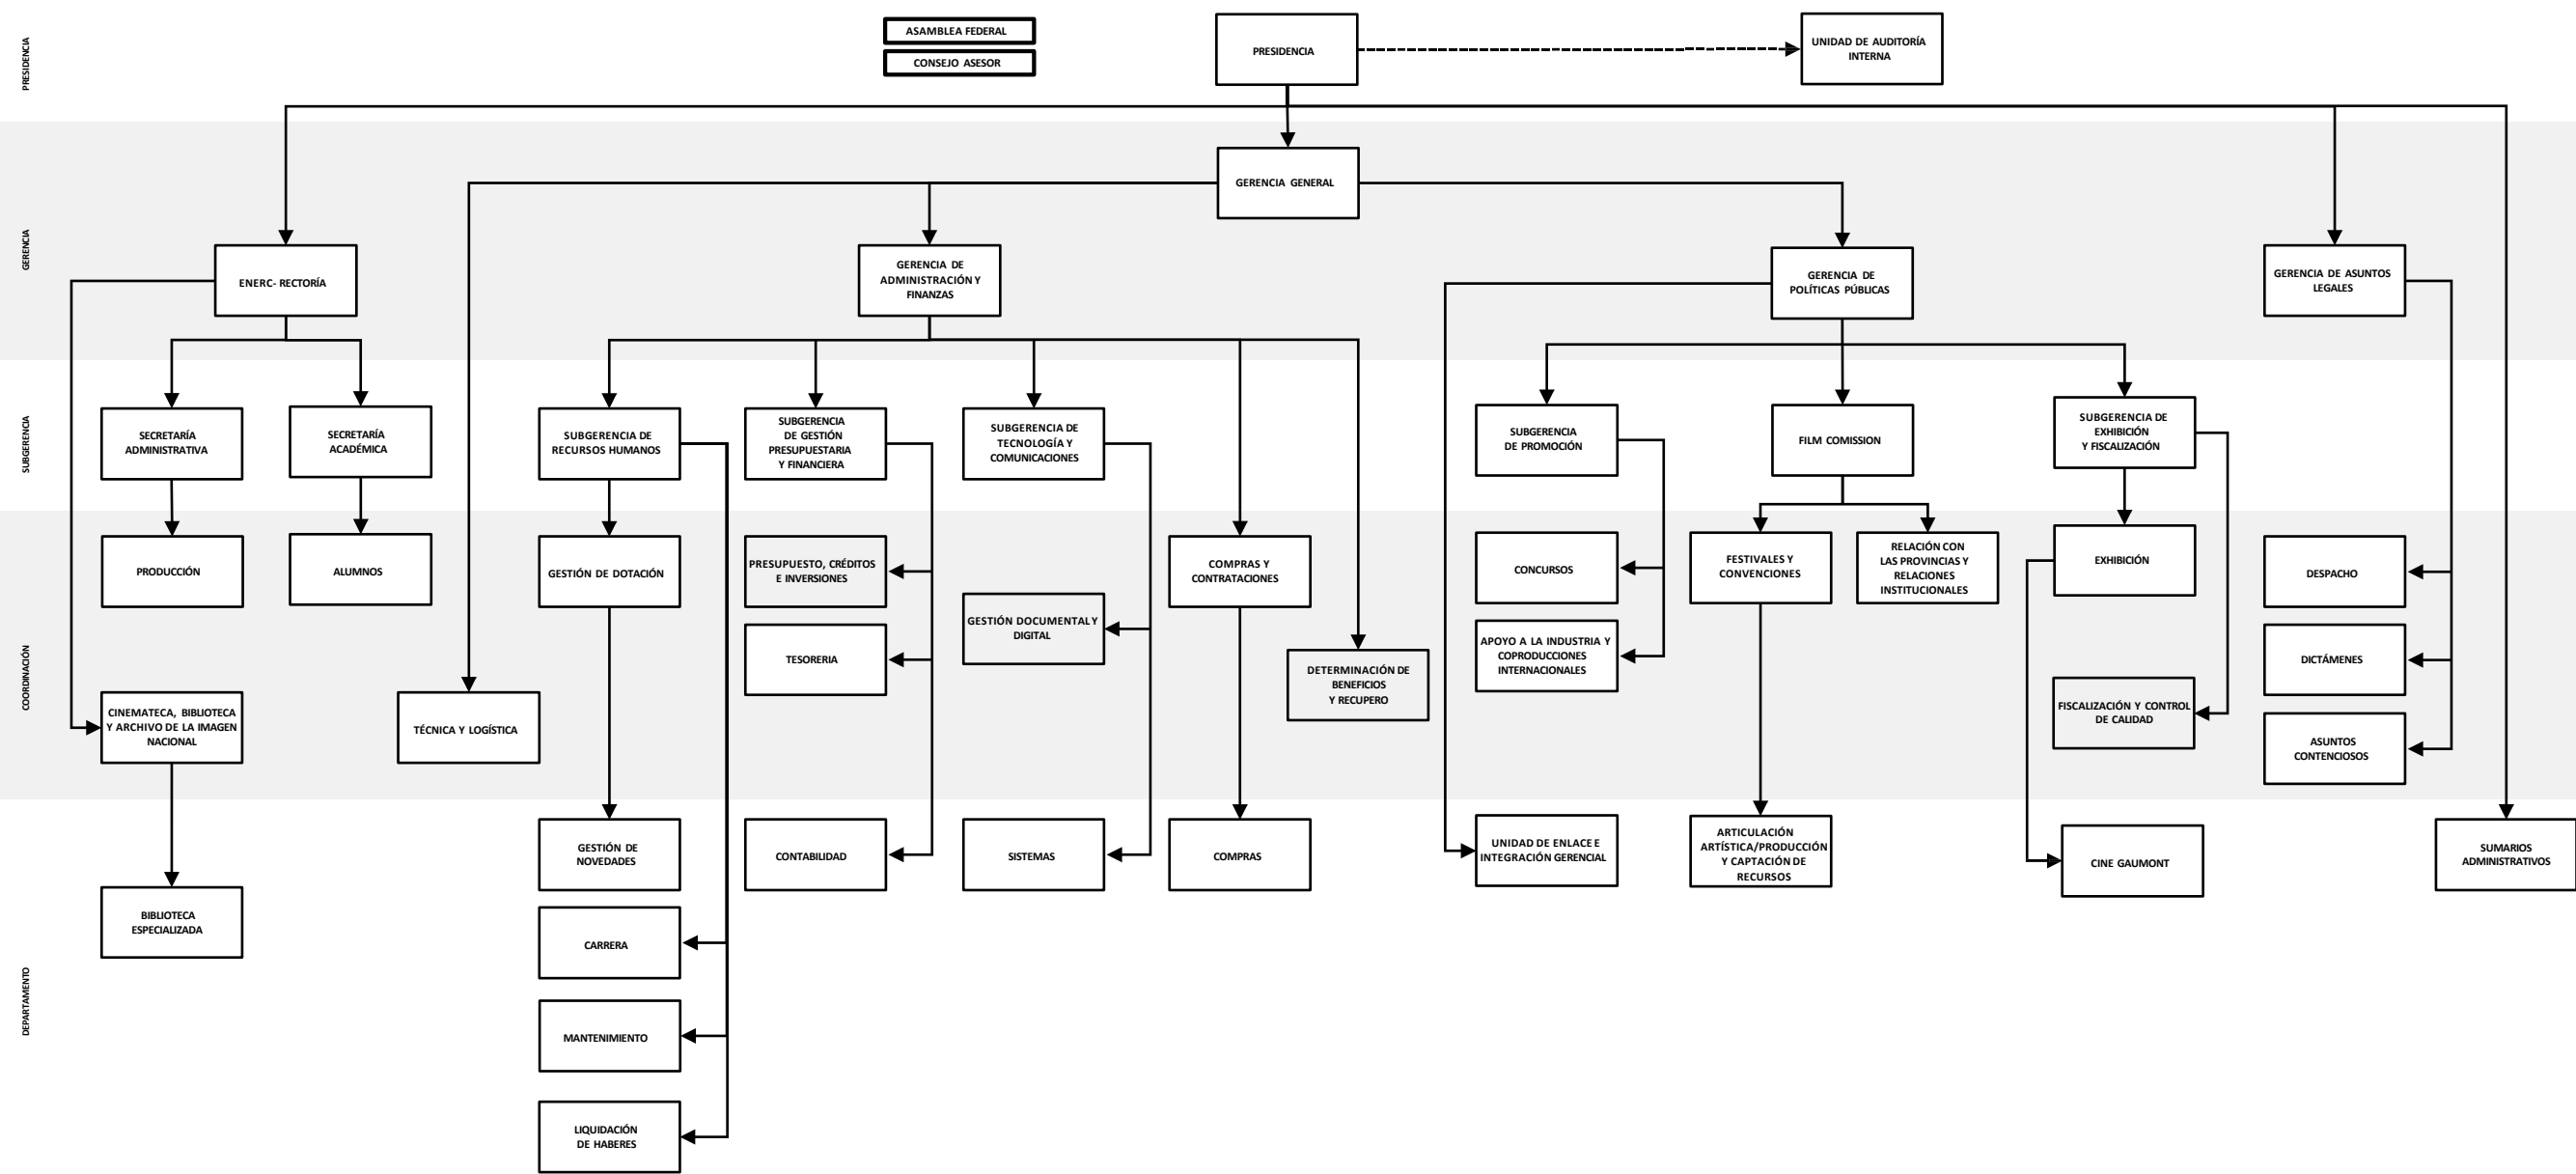 PRESIDENCIA
ASAMBLEA FEDERAL
CONSEJO ASESOR
PRESIDENCIA
UNIDAD DE AUDITORÍA
INTERNA
GERENCIA
GERENCIA GENERAL
ENERC- RECTORÍA
GERENCIA DE
ADMINISTRACIÓN Y
FINANZAS
GERENCIA DE
POLÍTICAS PÚBLICAS
GERENCIA DE ASUNTOS
LEGALES
SUBGERENCIA
SECRETARÍA
ADMINISTRATIVA
SECRETARÍA
ACADÉMICA
SUBGERENCIA DE
RECURSOS HUMANOS
SUBGERENCIA
DE GESTIÓN
PRESUPUESTARIA
Y FINANCIERA
SUBGERENCIA DE
TECNOLOGÍA Y
COMUNICACIONES
SUBGERENCIA
DE PROMOCIÓN
FILM COMISSION
SUBGERENCIA DE
EXHIBICIÓN
Y FISCALIZACIÓN
COORDINACIÓN
PRODUCCIÓN
ALUMNOS
GESTIÓN DE DOTACIÓN
PRESUPUESTO, CRÉDITOS
E INVERSIONES
COMPRAS Y
CONTRATACIONES
CONCURSOS
FESTIVALES Y
CONVENCIONES
RELACIÓN CON
LAS PROVINCIAS Y
RELACIONES
INSTITUCIONALES
EXHIBICIÓN
DESPACHO
TESORERIA
GESTIÓN DOCUMENTAL Y
DIGITAL
APOYO A LA INDUSTRIA Y
COPRODUCCIONES
INTERNACIONALES
DICTÁMENES
CINEMATECA, BIBLIOTECA
Y ARCHIVO DE LA IMAGEN
NACIONAL
TÉCNICA Y LOGÍSTICA
DETERMINACIÓN DE
BENEFICIOS
Y RECUPERO
FISCALIZACIÓN Y CONTROL
DE CALIDAD
ASUNTOS
CONTENCIOSOS
DEPARTAMENTO
GESTIÓN DE
NOVEDADES
CONTABILIDAD
SISTEMAS
COMPRAS
UNIDAD DE ENLACE E
INTEGRACIÓN GERENCIAL
ARTICULACIÓN
ARTÍSTICA/PRODUCCIÓN
Y CAPTACIÓN DE
RECURSOS
CINE GAUMONT
SUMARIOS
ADMINISTRATIVOS
BIBLIOTECA
ESPECIALIZADA
CARRERA
MANTENIMIENTO
LIQUIDACIÓN
DE HABERES